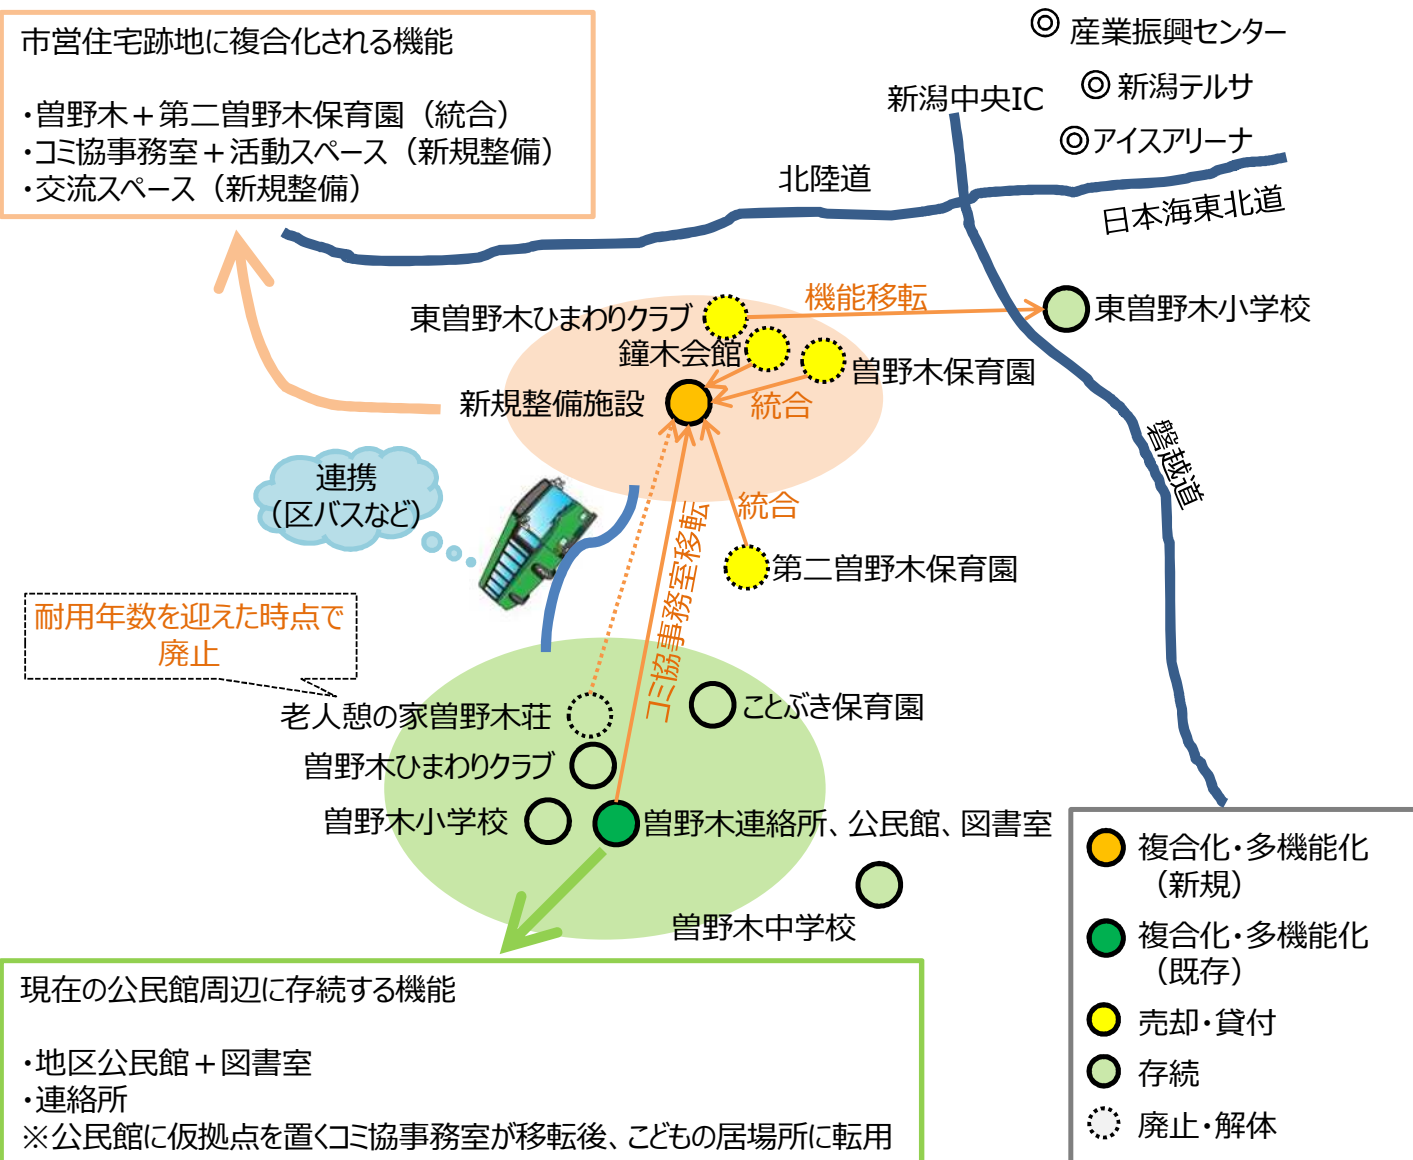 市営住宅跡地に複合化される機能
・曽野木＋第二曽野木保育園（統合）
・コミ協事務室＋活動スペース（新規整備）
・交流スペース（新規整備）
◎ 産業振興センター
◎ 新潟テルサ
◎アイスアリーナ
新潟中央IC
北陸道
日本海東北道
機能移転
東曽野木ひまわりクラブ
東曽野木小学校
鐘木会館
曽野木保育園
新規整備施設
統合
磐越道
連携
（区バスなど）
統合
コミ協事務室移転
第二曽野木保育園
耐用年数を迎えた時点で
廃止
老人憩の家曽野木荘
ことぶき保育園
曽野木ひまわりクラブ
曽野木小学校
曽野木連絡所、公民館、図書室
曽野木中学校
複合化・多機能化
（新規）
複合化・多機能化
（既存）
売却・貸付
存続
廃止・解体
現在の公民館周辺に存続する機能
・地区公民館＋図書室
・連絡所
※公民館に仮拠点を置くコミ協事務室が移転後、こどもの居場所に転用